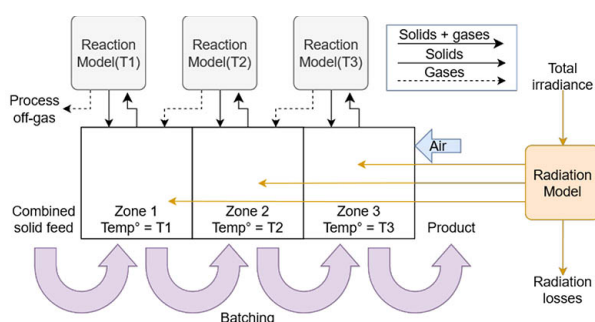 Reaction
Model(T1)
Reaction
Model(T2)
Reaction
Model(T3)
Solids + gases
Solids
Gases
Total
irradiance
Process
off-gas
Air
Radiation
Model
Combined
solid feed
Zone 1
Temp° = T1
Zone 2
Temp° = T2
Zone 3
Temp° = T3
Product
Radiation
losses
Batching